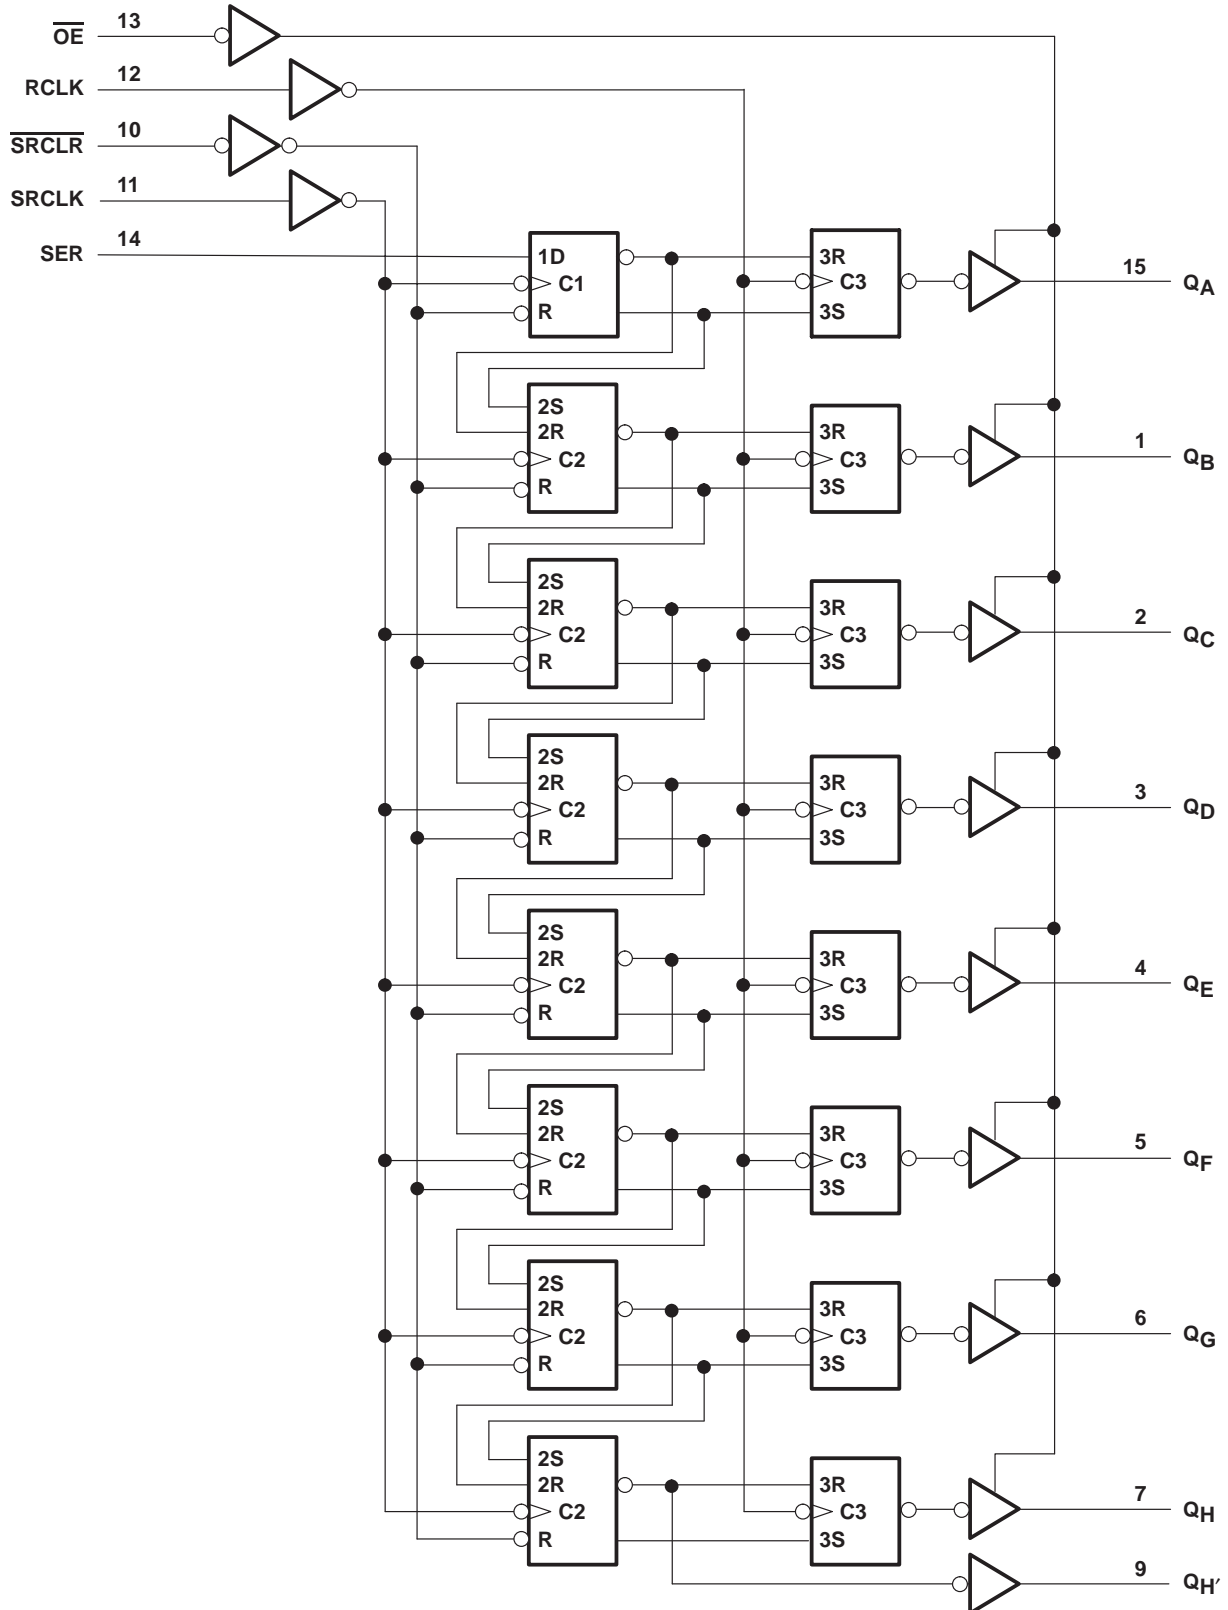 13
OE
12
RCLK
10
SRCLR
11
SRCLK
14
SER
1D
C1
R
3R
C3
3S
15
QA
2S
2R
C2
R
3R
C3
3S
1
QB
2S
2R
C2
R
3R
C3
3S
2
QC
2S
2R
C2
R
3R
C3
3S
3
QD
2S
2R
C2
R
3R
C3
3S
4
QE
2S
2R
C2
R
3R
C3
3S
5
QF
2S
2R
C2
R
3R
C3
3S
6
QG
2S
2R
C2
R
3R
C3
3S
7
QH
9
QH′